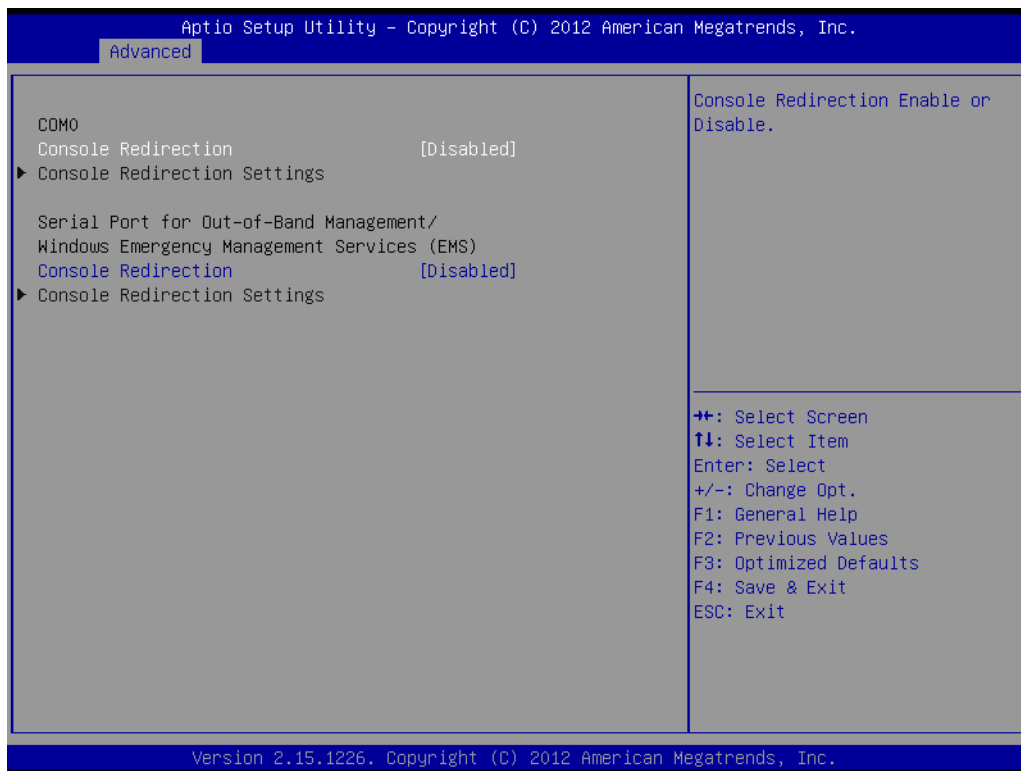 Aptio Setup Utility – Copyright (C) 2012 American Megatrends, Inc.
Advanced
COM0
Console Redirection [Disabled]
▶ Console Redirection Settings
Serial Port for Out-of-Band Management/
Windows Emergency Management Services (EMS)
Console Redirection [Disabled]
▶ Console Redirection Settings
Console Redirection Enable or
Disable.
→←: Select Screen
↑↓: Select Item
Enter: Select
+/-: Change Opt.
F1: General Help
F2: Previous Values
F3: Optimized Defaults
F4: Save & Exit
ESC: Exit
Version 2.15.1226. Copyright (C) 2012 American Megatrends, Inc.